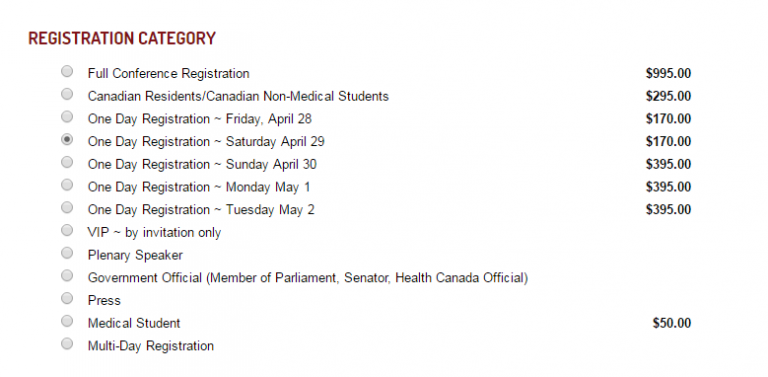 REGISTRATION CATEGORY
Full Conference Registration $995.00
Canadian Residents/Canadian Non-Medical Students $295.00
One Day Registration ~ Friday, April 28 $170.00
One Day Registration ~ Saturday April 29 $170.00
One Day Registration ~ Sunday April 30 $395.00
One Day Registration ~ Monday May 1 $395.00
One Day Registration ~ Tuesday May 2 $395.00
VIP ~ by invitation only
Plenary Speaker
Government Official (Member of Parliament, Senator, Health Canada Official)
Press
Medical Student $50.00
Multi-Day Registration